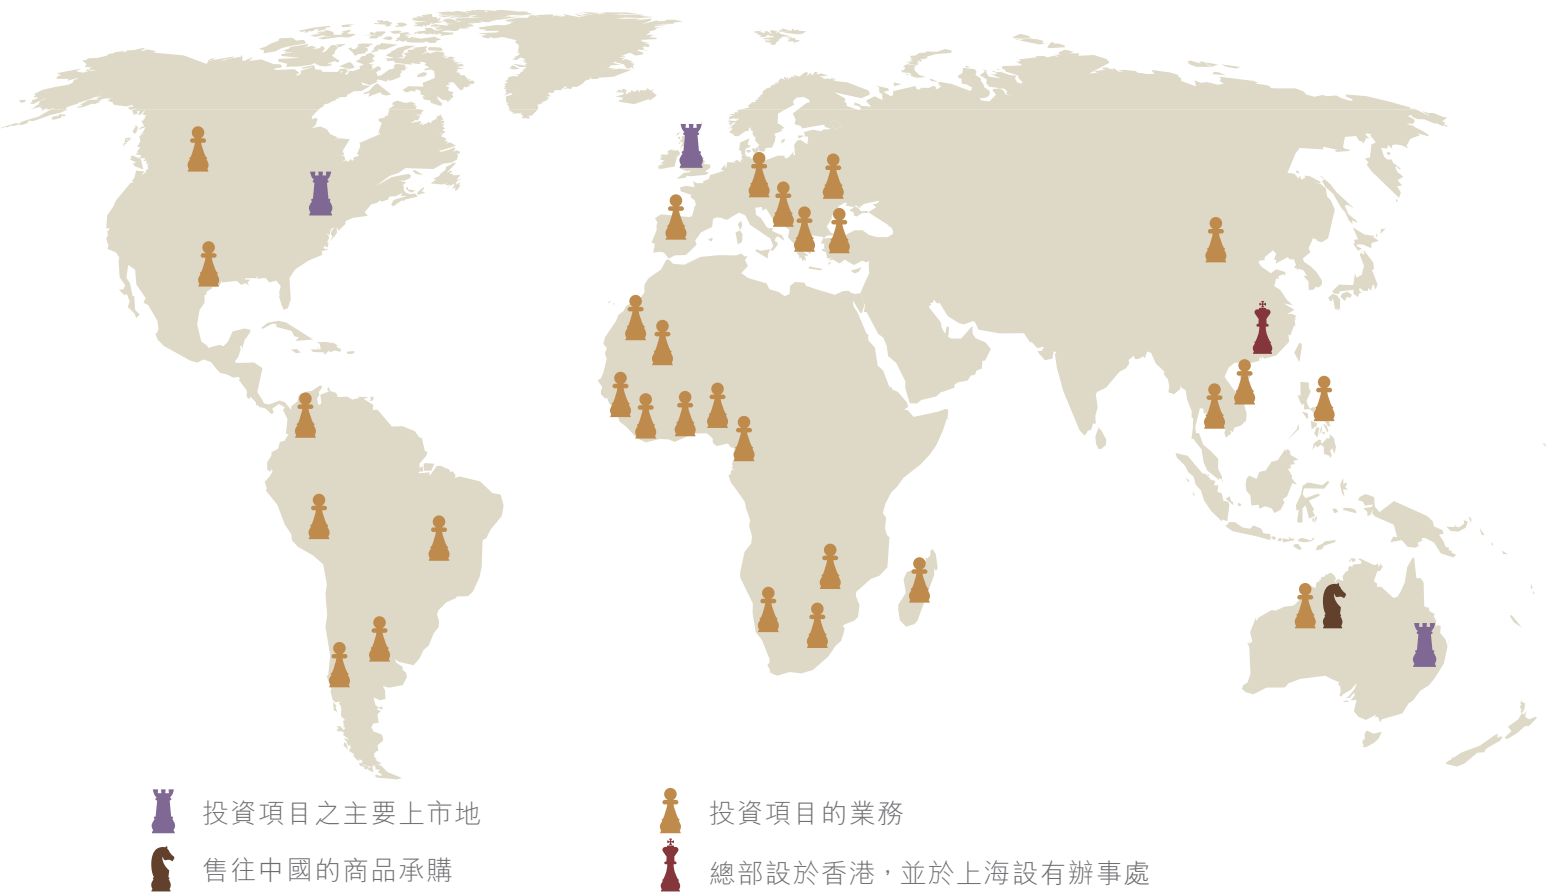 投資項目之主要上市地
投資項目的業務
售往中國的商品承購
總部設於香港，並於上海設有辦事處